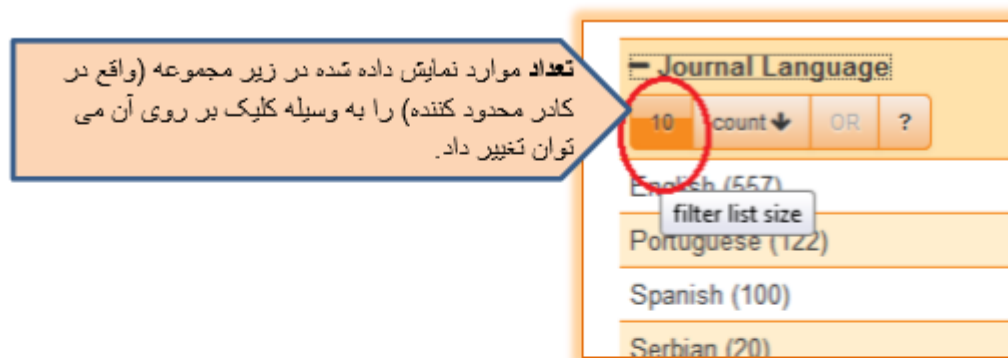 تعداد موارد نمایش داده شده در زیر مجموعه (واقع در
کادر محدود کننده) را به وسیله کلیک بر روی آن می
توان تغییر داد.
Journal Language
10 count OR ?
English (557)
filter list size
Portuguese (122)
Spanish (100)
Serbian (20)